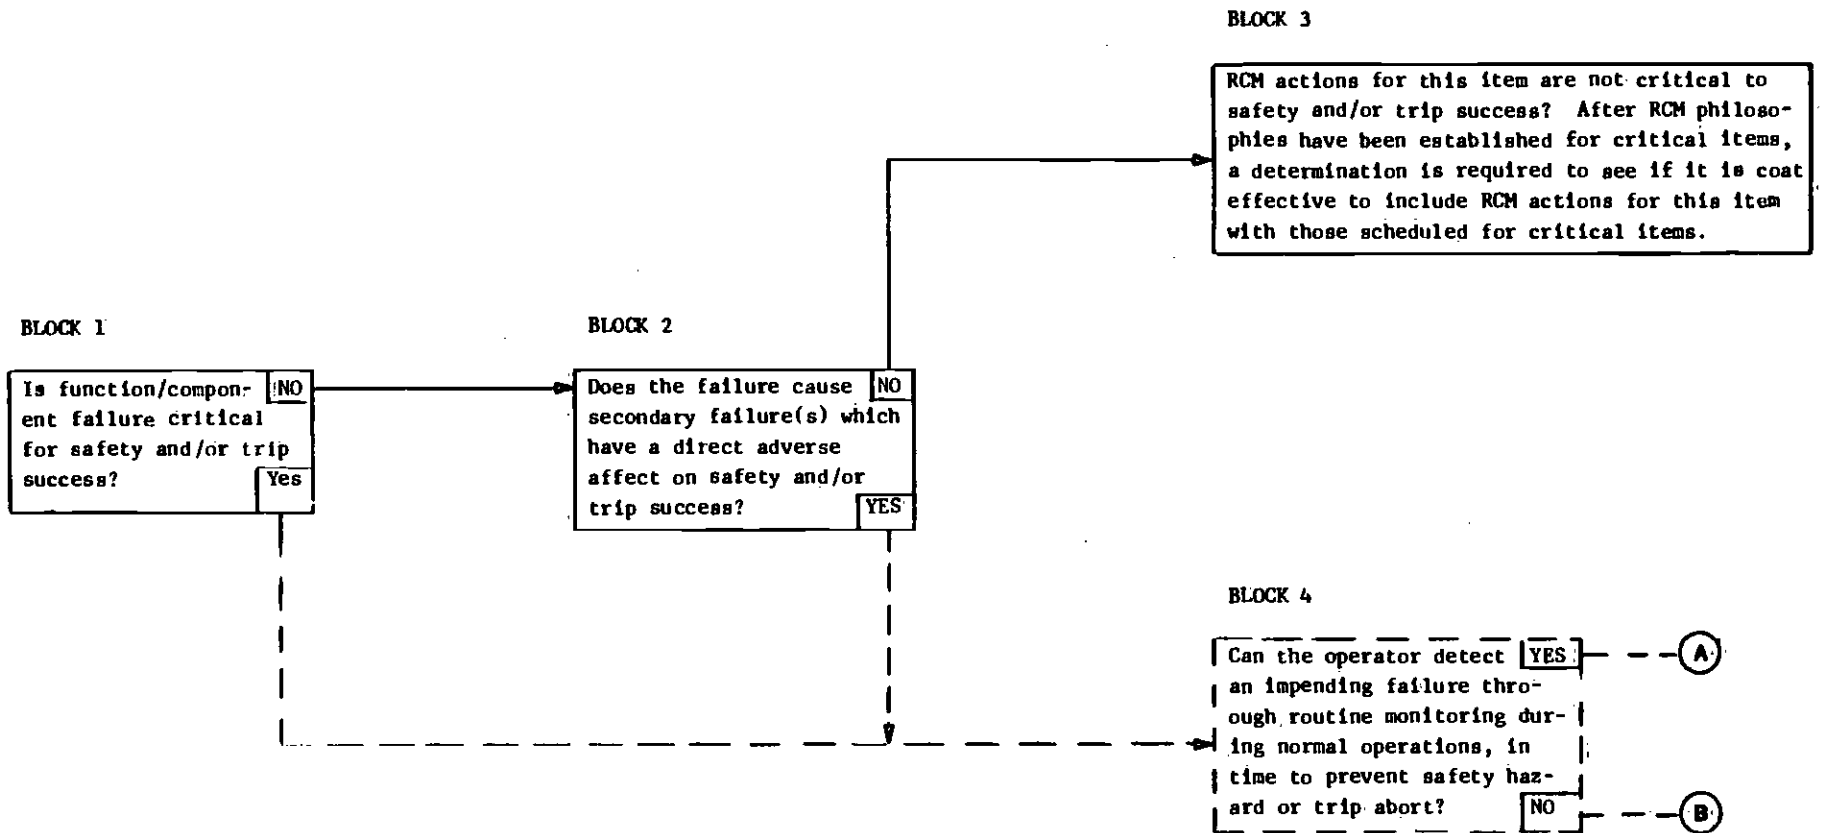 BLOCK 3
RCM actions for this item are not critical to
safety and/or trip success? After RCM philoso-
phies have been established for critical items,
a determination is required to see if it is coat
effective to include RCM actions for this item
with those scheduled for critical items.
BLOCK 1
Is function/compon-
ent failure critical
for safety and/or trip
success?
NO
Yes
BLOCK 2
Does the failure cause
secondary failure(s) which
have a direct adverse
affect on safety and/or
trip success?
NO
YES
BLOCK 4
Can the operator detect
an impending failure thro-
ough routine monitoring dur-
ing normal operations, in
time to prevent safety haz-
ard or trip abort?
YES
A
NO
B